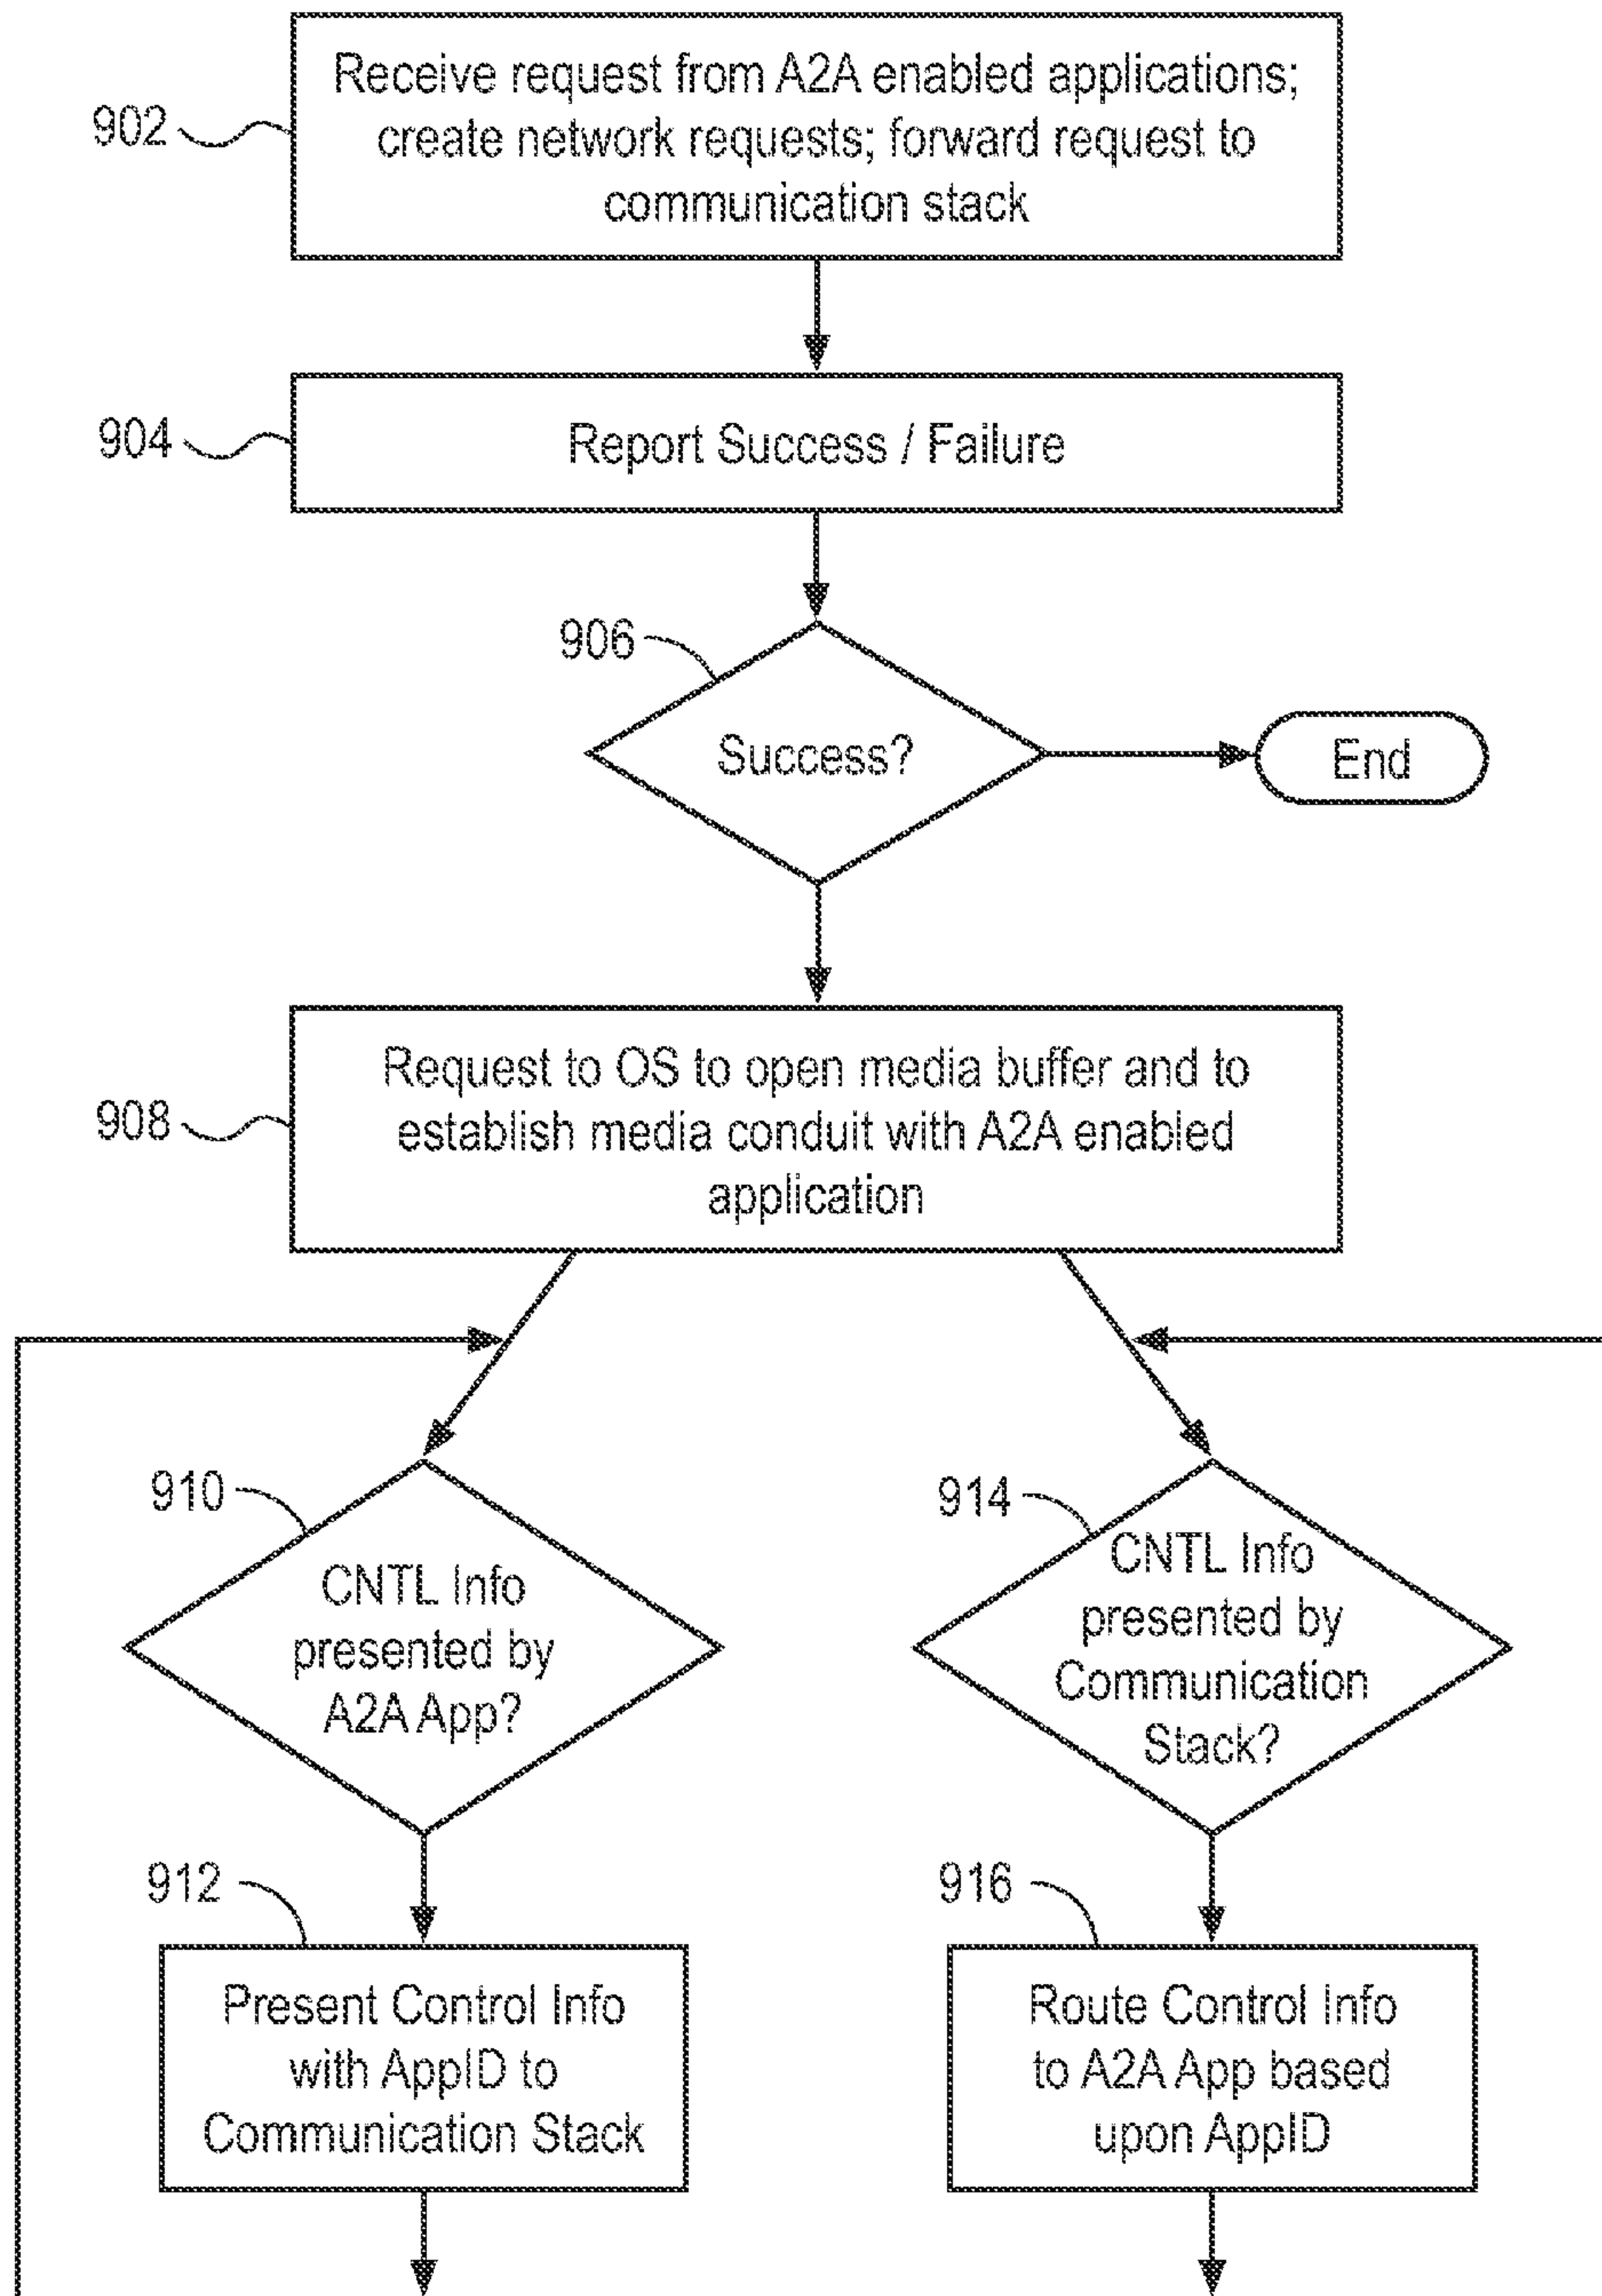 Receive request from A2A enabled applications;
create network requests; forward request to
communication stack
902
904
Report Success / Failure
906
Success?
End
Request to OS to open media buffer and to
establish media conduit with A2A enabled
application
908
910
CNTL Info
presented by
A2A App?
914
CNTL Info
presented by
Communication
Stack?
912
Present Control Info
with AppID to
Communication Stack
916
Route Control Info
to A2A App based
upon AppID